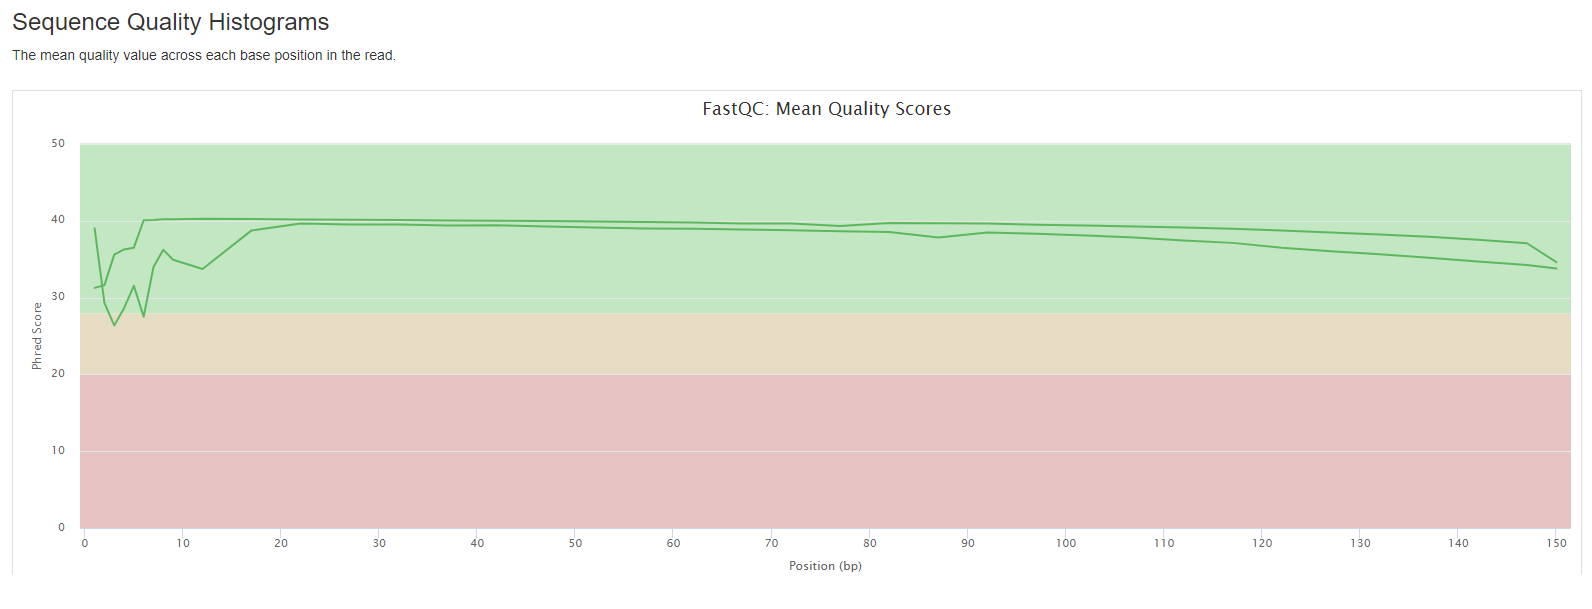 Sequence Quality Histograms
The mean quality value across each base position in the read.
FastQC: Mean Quality Scores
50
40
30
20
10
0
Phred Score
0 10 20 30 40 50 60 70 80 90 100 110 120 130 140 150
Position (bp)